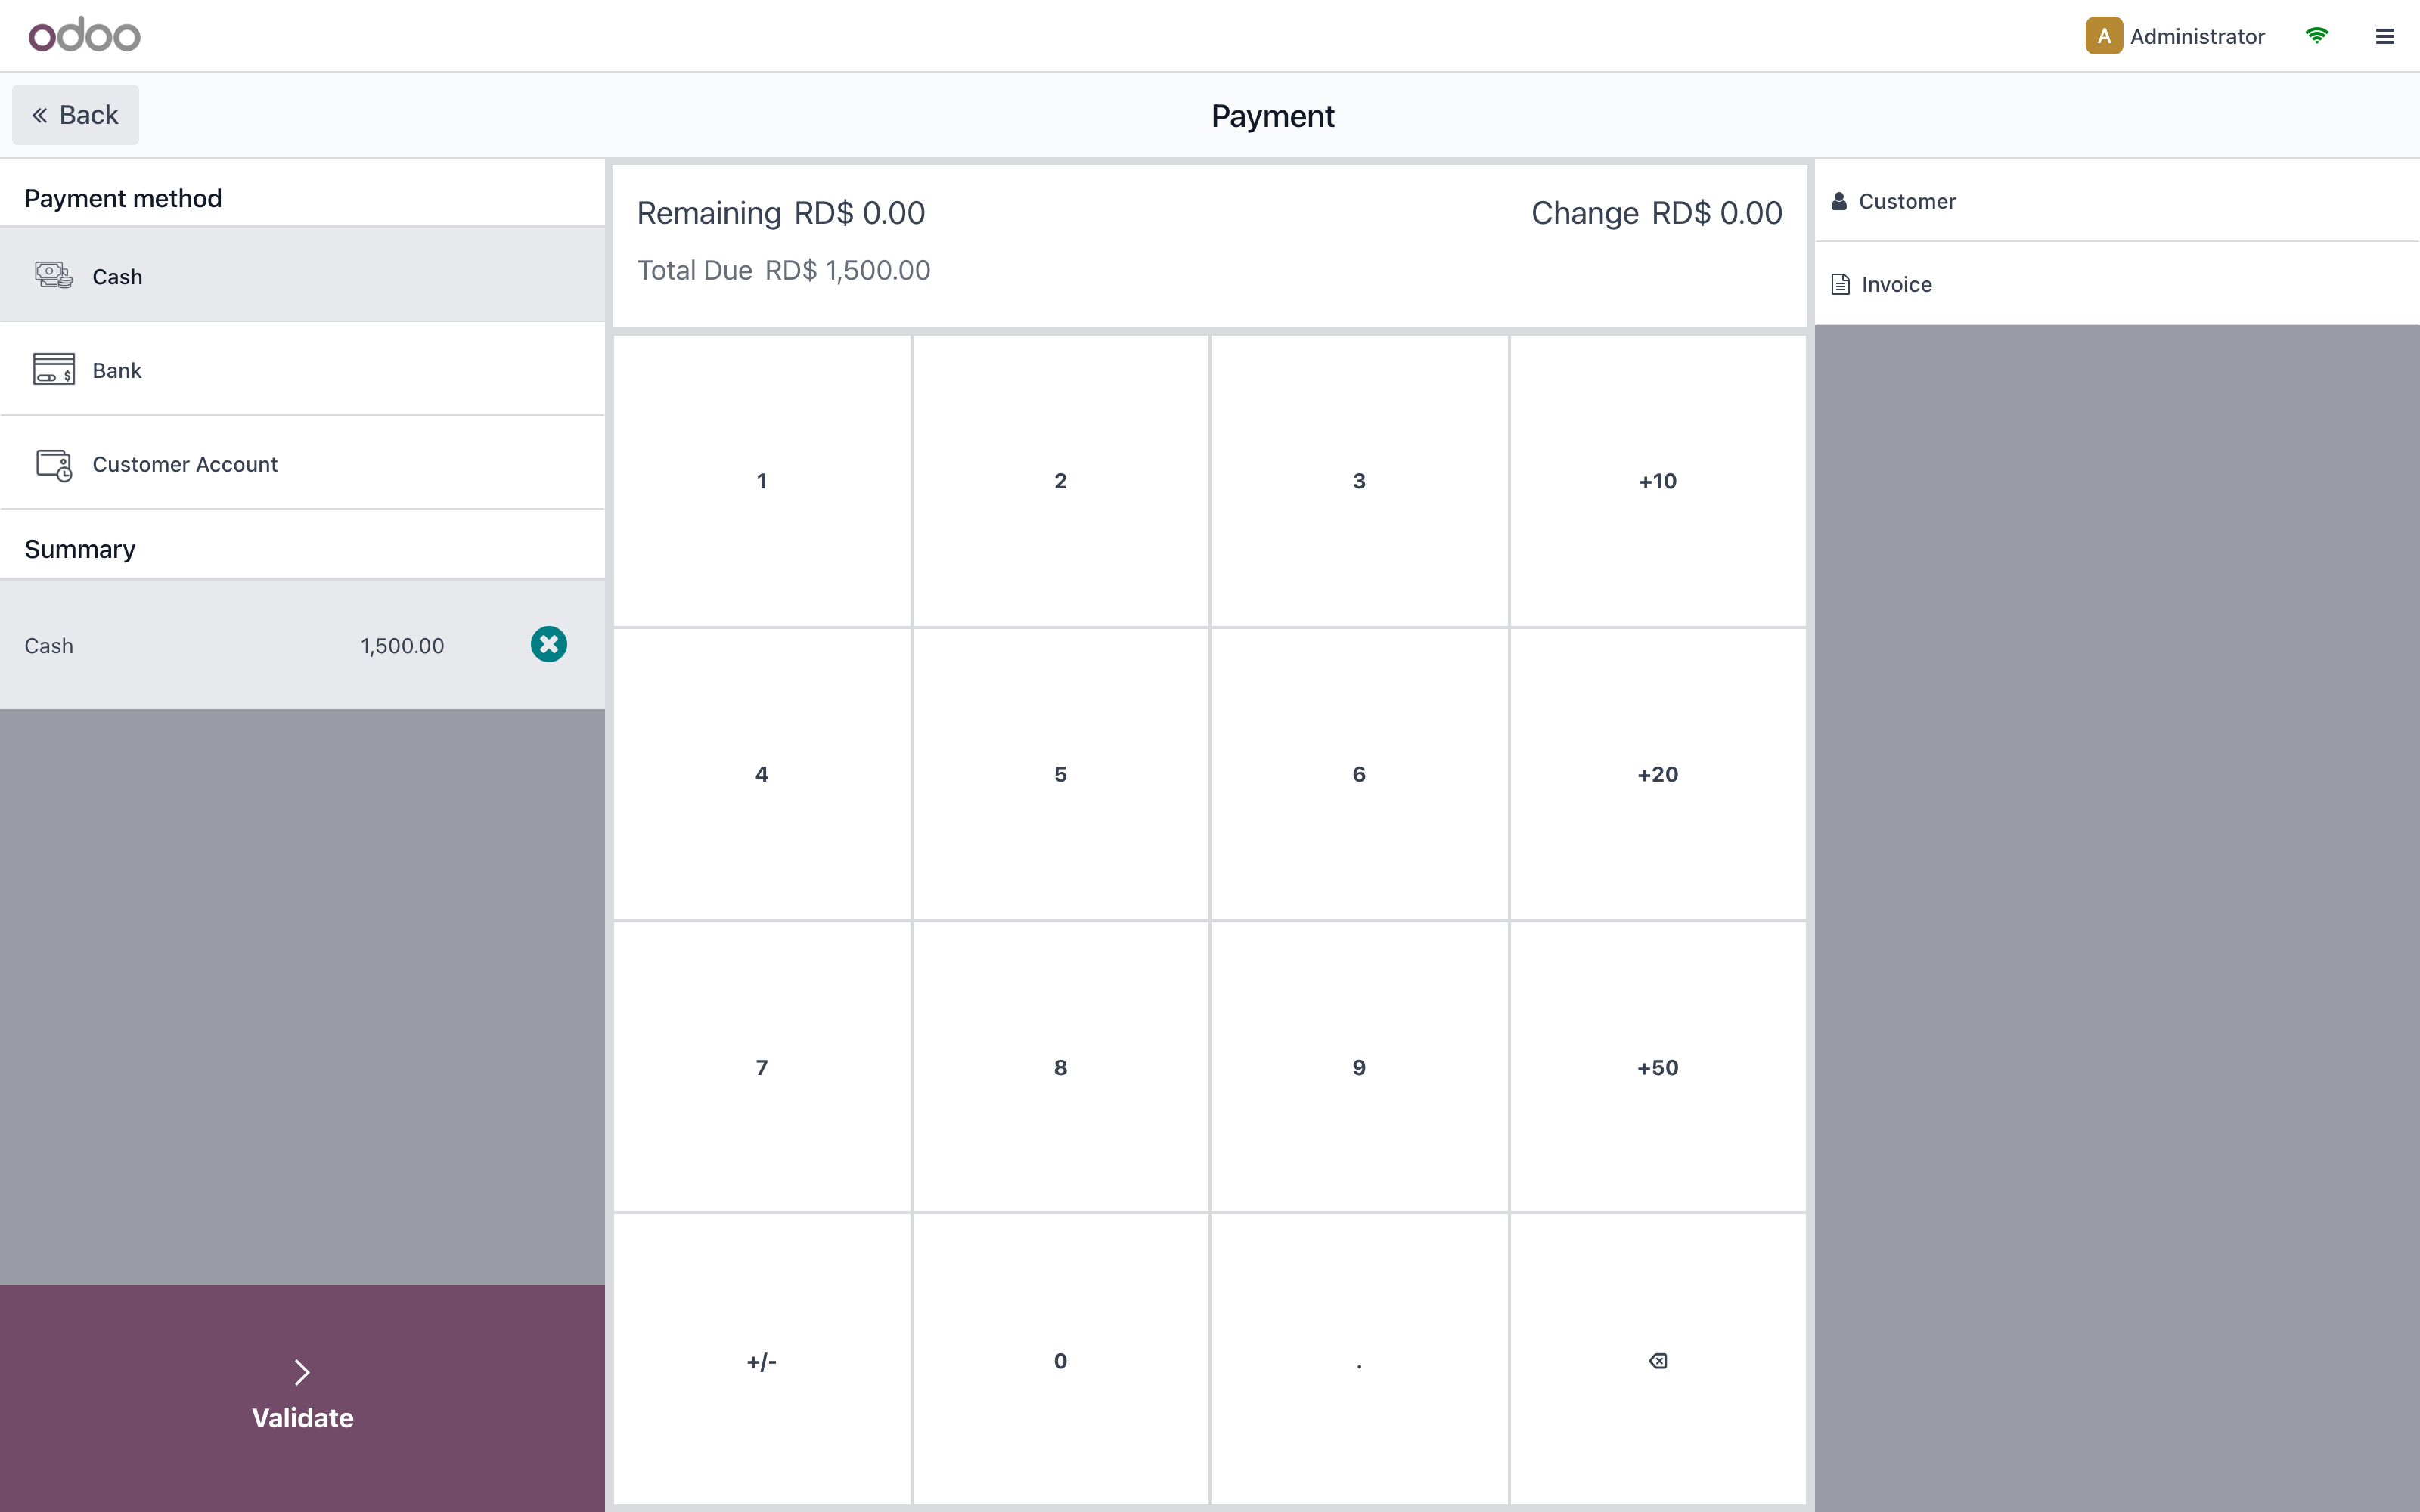 odoo
A Administrator
Back
Payment
Payment method
Cash
Bank
Customer Account
Summary
Cash 1,500.00
Validate
Remaining RD$ 0.00 Change RD$ 0.00
Total Due RD$ 1,500.00
1 2 3 +10
4 5 6 +20
7 8 9 +50
+/- 0 .
Customer
Invoice